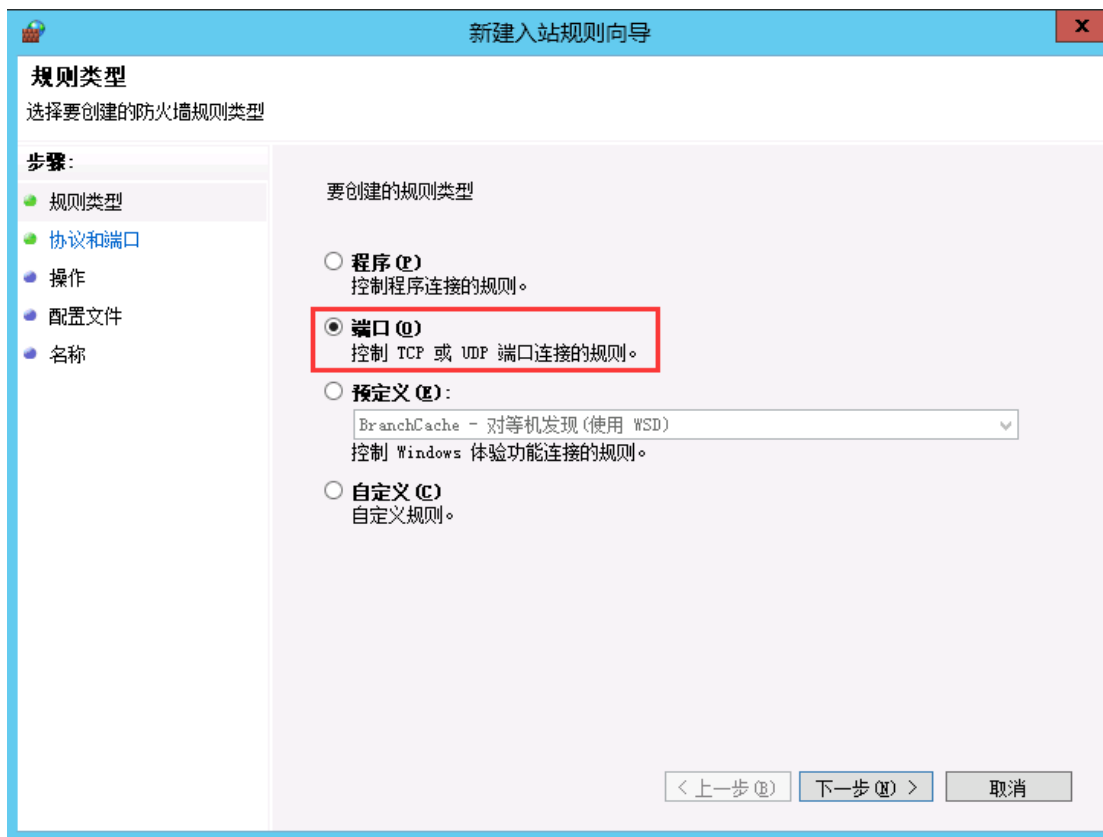 新建入站规则向导
x
规则类型
选择要创建的防火墙规则类型
步骤:
规则类型
协议和端口
操作
配置文件
名称
要创建的规则类型
程序(P)
控制程序连接的规则。
端口(O)
控制 TCP 或 UDP 端口连接的规则。
预定义(E):
BranchCache - 对等机发现(使用 WSD)
控制 Windows 体验功能连接的规则。
自定义(C)
自定义规则。
< 上一步(B)
下一步(N) >
取消